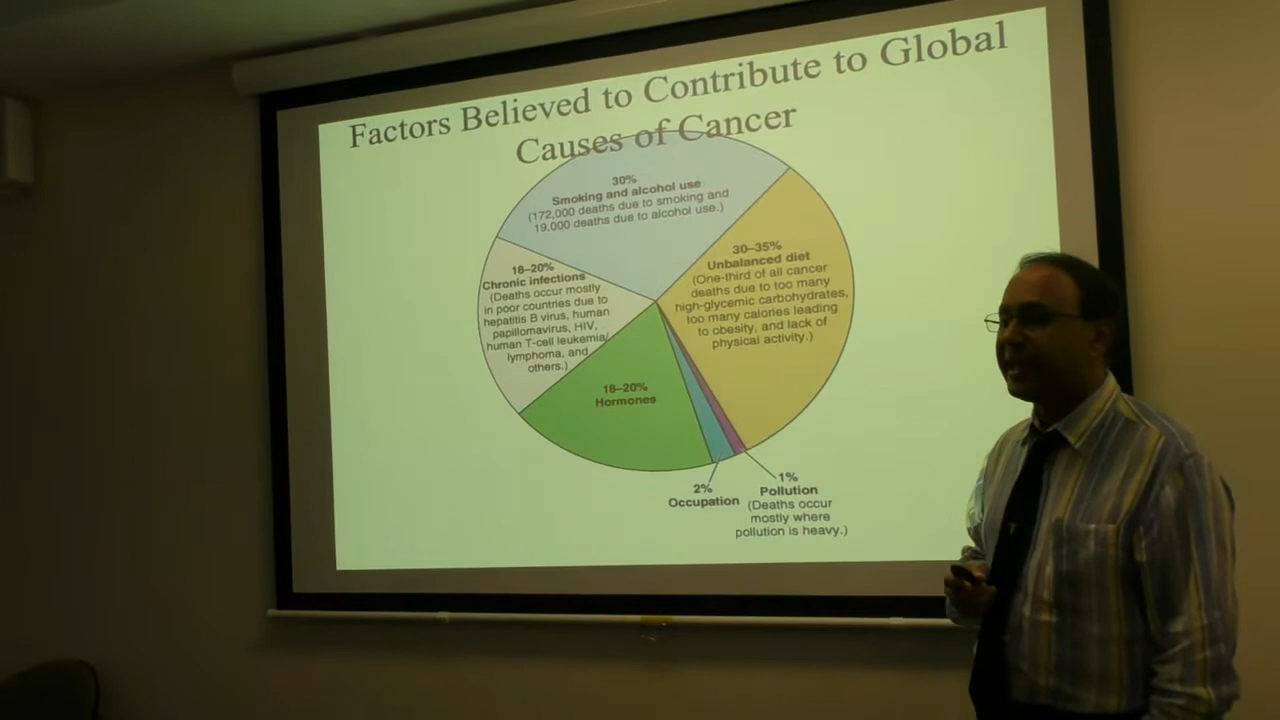 Factors Believed to Contribute to Global
Causes of Cancer
30%
Smoking and alcohol use
(172,000 deaths due to smoking and
19,000 deaths due to alcohol use.)
30–35%
Unbalanced diet
(One-third of all cancer
deaths due to too many
high-glycemic carbohydrates,
too many calories leading
to obesity, and lack of
physical activity.)
18–20%
Chronic infections
(Deaths occur mostly
in poor countries due to
hepatitis B virus, human
papillomavirus, HIV,
human T-cell leukemia/
lymphoma, and
others.)
18–20%
Hormones
2%
Occupation
1%
Pollution
(Deaths occur
mostly where
pollution is heavy.)